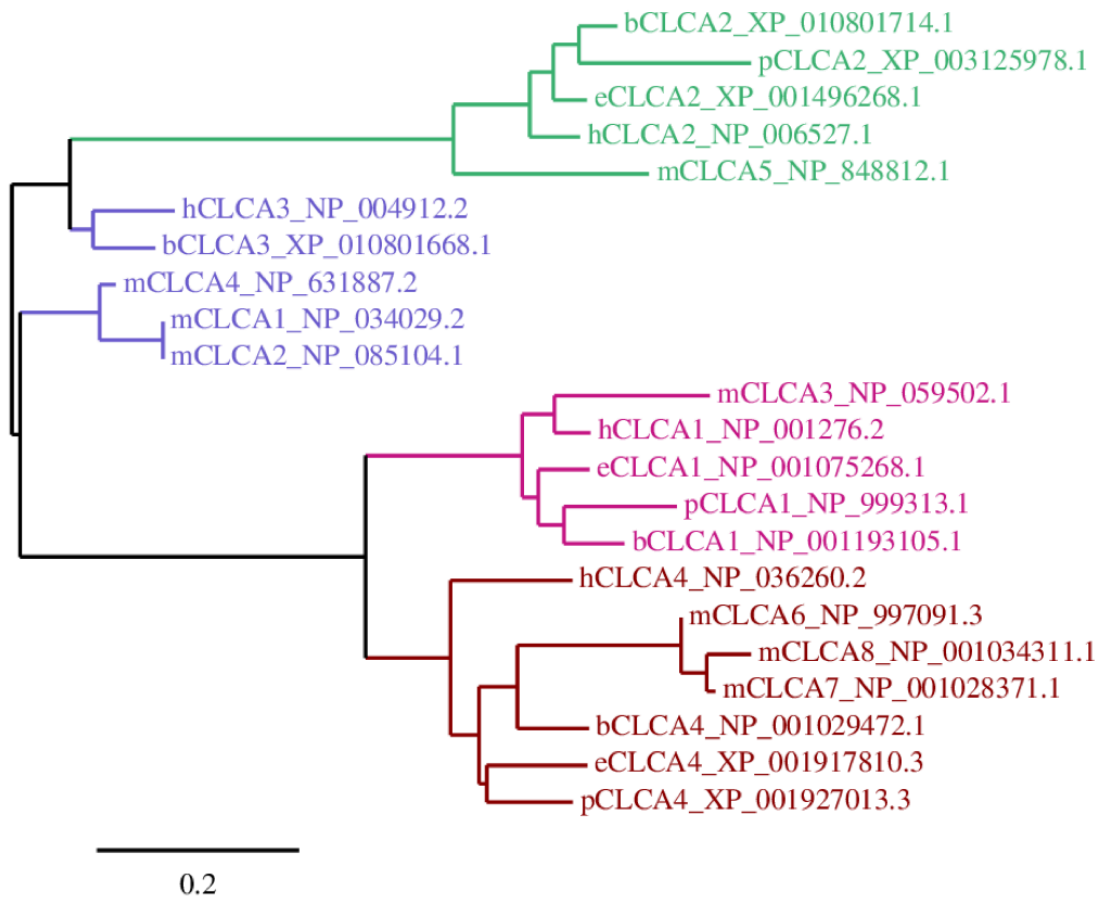 bCLCA2_XP_010801714.1
pCLCA2_XP_003125978.1
eCLCA2_XP_001496268.1
hCLCA2_NP_006527.1
mCLCA5_NP_848812.1
hCLCA3_NP_004912.2
bCLCA3_XP_010801668.1
mCLCA4_NP_631887.2
mCLCA1_NP_034029.2
mCLCA2_NP_085104.1
mCLCA3_NP_059502.1
hCLCA1_NP_001276.2
eCLCA1_NP_001075268.1
pCLCA1_NP_999313.1
bCLCA1_NP_001193105.1
hCLCA4_NP_036260.2
mCLCA6_NP_997091.3
mCLCA8_NP_001034311.1
mCLCA7_NP_001028371.1
bCLCA4_NP_001029472.1
eCLCA4_XP_001917810.3
pCLCA4_XP_001927013.3
0.2